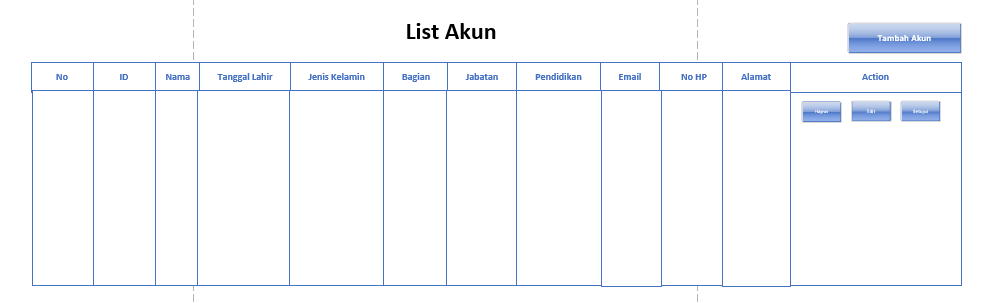 List Akun
Tambah Akun
No ID Nama Tanggal Lahir Jenis Kelamin Bagian Jabatan Pendidikan Email No HP Alamat Action
Hapus Edit